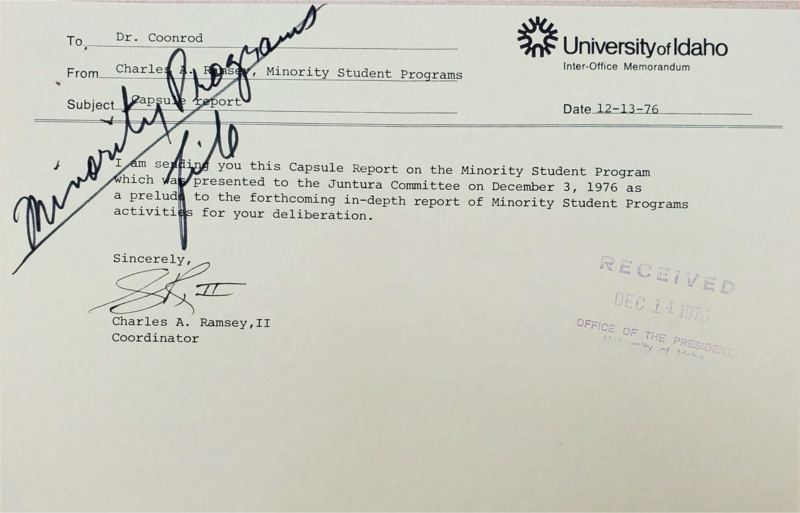 University of Idaho
Inter-Office Memorandum
To Dr. Coonrod
From Charles A. Ramsey, Minority Student Programs
Subject Capsule report
Date 12-13-76
Minority Programs
file
I am sending you this Capsule Report on the Minority Student Program
which was presented to the Juntura Committee on December 3, 1976 as
a prelude to the forthcoming in-depth report of Minority Student Programs
activities for your deliberation.
Sincerely,
Charles A. Ramsey,II
Coordinator
RECEIVED
DEC 14 1976
OFFICE OF THE PRESIDENT
University of Idaho